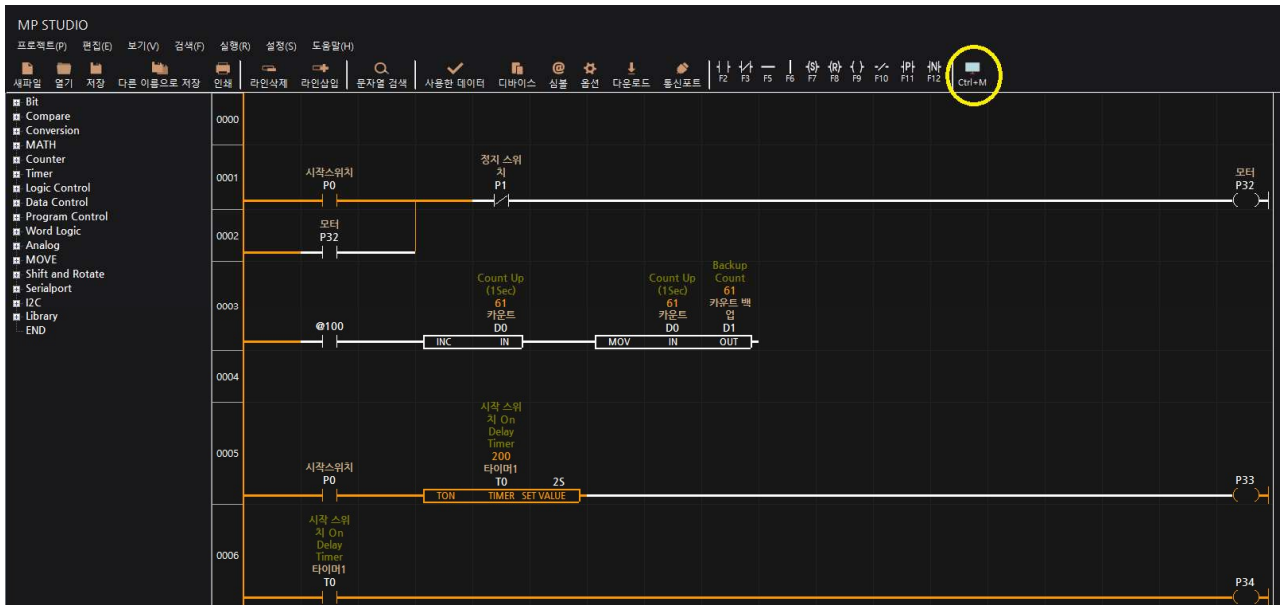 MP STUDIO
프로젝트(P) 편집(E) 보기(V) 검색(F) 실행(R) 설정(S) 도움말(H)
새파일 열기 저장 다른 이름으로 저장 인쇄 라인삭제 라인삽입 문자열 검색 사용한 데이터 디바이스 심볼 옵션 다운로드 통신포트 F2 F3 F5 F6 F7 F8 F9 F10 F11 F12 Ctrl+M
Bit
Compare
Conversion
MATH
Counter
Timer
Logic Control
Data Control
Program Control
Word Logic
Analog
MOVE
Shift and Rotate
Serialport
I2C
Library
END
0000
0001
시작스위치
P0
정지 스위
치
P1
모터
P32
0002
모터
P32
0003
@100
Count Up
(1Sec)
61
카운트
D0
INC IN
Count Up
(1Sec)
61
카운트
D0
Backup
Count
61
카운트 백
업
D1
MOV IN OUT
0004
0005
시작스위치
P0
시작 스위
치 On
Delay
Timer
200
타이머1
T0 2S
TON TIMER SET VALUE
P33
0006
시작 스위
치 On
Delay
Timer
타이머1
T0
P34